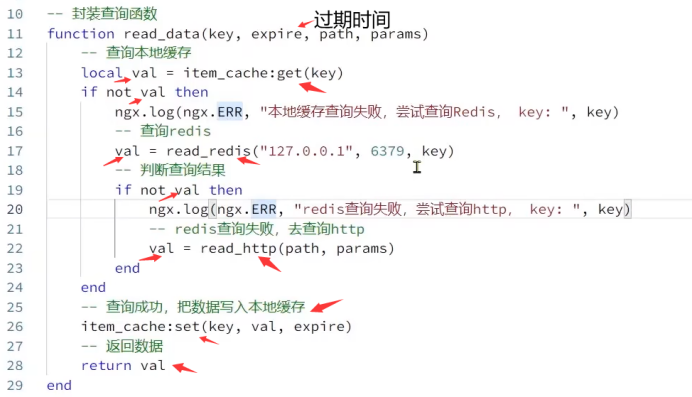 过期时间
10 -- 封装查询函数
11 function read_data(key, expire, path, params)
12 -- 查询本地缓存
13 local val = item_cache:get(key)
14 if not val then
15 ngx.log(ngx.ERR, "本地缓存查询失败，尝试查询Redis， key: ", key)
16 -- 查询redis
17 val = read_redis("127.0.0.1", 6379, key)
18 -- 判断查询结果
19 if not val then
20 ngx.log(ngx.ERR, "redis查询失败，尝试查询http， key: ", key)
21 -- redis查询失败，去查询http
22 val = read_http(path, params)
23 end
24 end
25 -- 查询成功，把数据写入本地缓存
26 item_cache:set(key, val, expire)
27 -- 返回数据
28 return val
29 end